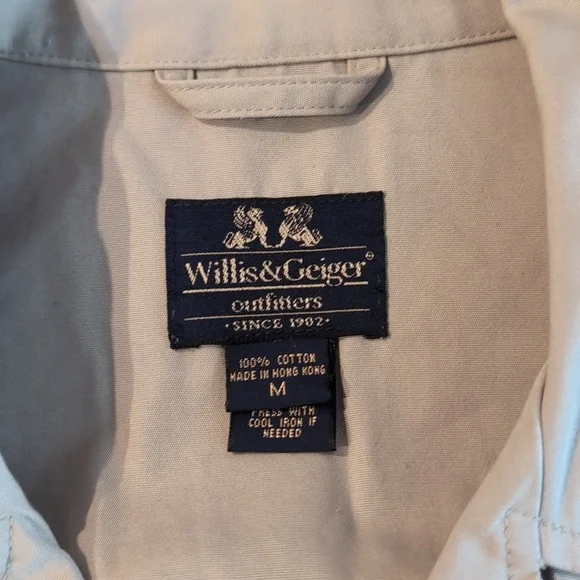 Willis&Geiger®
outfitters
·SINCE 1902·
100% COTTON
MADE IN HONG KONG
M
PRESS WITH
COOL IRON IF
NEEDED